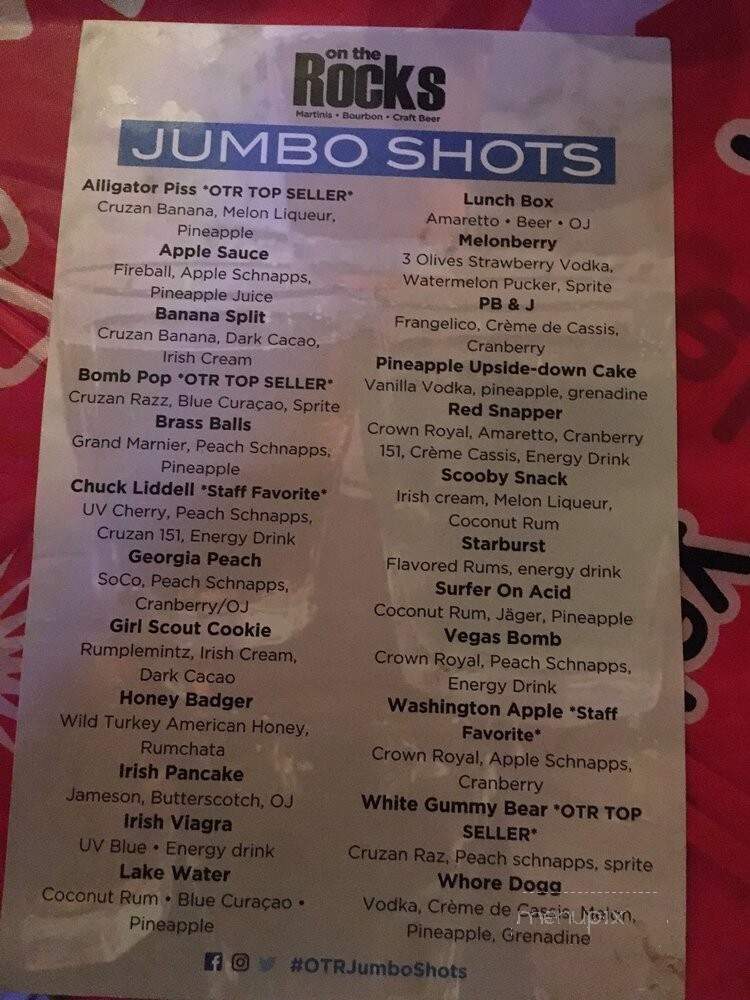 on the
Rocks
Martinis • Bourbon • Craft Beer
JUMBO SHOTS
Alligator Piss *OTR TOP SELLER*
Cruzan Banana, Melon Liqueur,
Pineapple
Apple Sauce
Fireball, Apple Schnapps,
Pineapple Juice
Banana Split
Cruzan Banana, Dark Cacao,
Irish Cream
Bomb Pop *OTR TOP SELLER*
Cruzan Razz, Blue Curaçao, Sprite
Brass Balls
Grand Marnier, Peach Schnapps,
Pineapple
Chuck Liddell *Staff Favorite*
UV Cherry, Peach Schnapps,
Cruzan 151, Energy Drink
Georgia Peach
SoCo, Peach Schnapps,
Cranberry/OJ
Girl Scout Cookie
Rumplemintz, Irish Cream,
Dark Cacao
Honey Badger
Wild Turkey American Honey,
Rumchata
Irish Pancake
Jameson, Butterscotch, OJ
Irish Viagra
UV Blue • Energy drink
Lake Water
Coconut Rum • Blue Curaçao •
Pineapple
Lunch Box
Amaretto • Beer • OJ
Melonberry
3 Olives Strawberry Vodka,
Watermelon Pucker, Sprite
PB & J
Frangelico, Crème de Cassis,
Cranberry
Pineapple Upside-down Cake
Vanilla Vodka, pineapple, grenadine
Red Snapper
Crown Royal, Amaretto, Cranberry
151, Crème Cassis, Energy Drink
Scooby Snack
Irish cream, Melon Liqueur,
Coconut Rum
Starburst
Flavored Rums, energy drink
Surfer On Acid
Coconut Rum, Jäger, Pineapple
Vegas Bomb
Crown Royal, Peach Schnapps,
Energy Drink
Washington Apple *Staff
Favorite*
Crown Royal, Apple Schnapps,
Cranberry
White Gummy Bear *OTR TOP
SELLER*
Cruzan Raz, Peach schnapps, sprite
Whore Dogg
Vodka, Crème de Cassis, Melon,
Pineapple, Grenadine
menupix
#OTRJumboShots